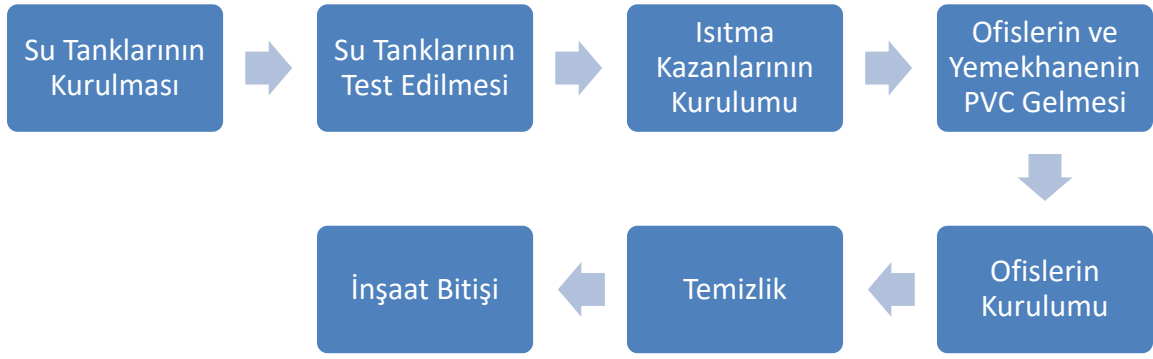 Su Tanklarının
Kurulması
Su Tanklarının
Test Edilmesi
Isıtma
Kazanlarının
Kurulumu
Ofislerin ve
Yemekhanenin
PVC Gelmesi
Ofislerin
Kurulumu
Temizlik
İnşaat Bitişi